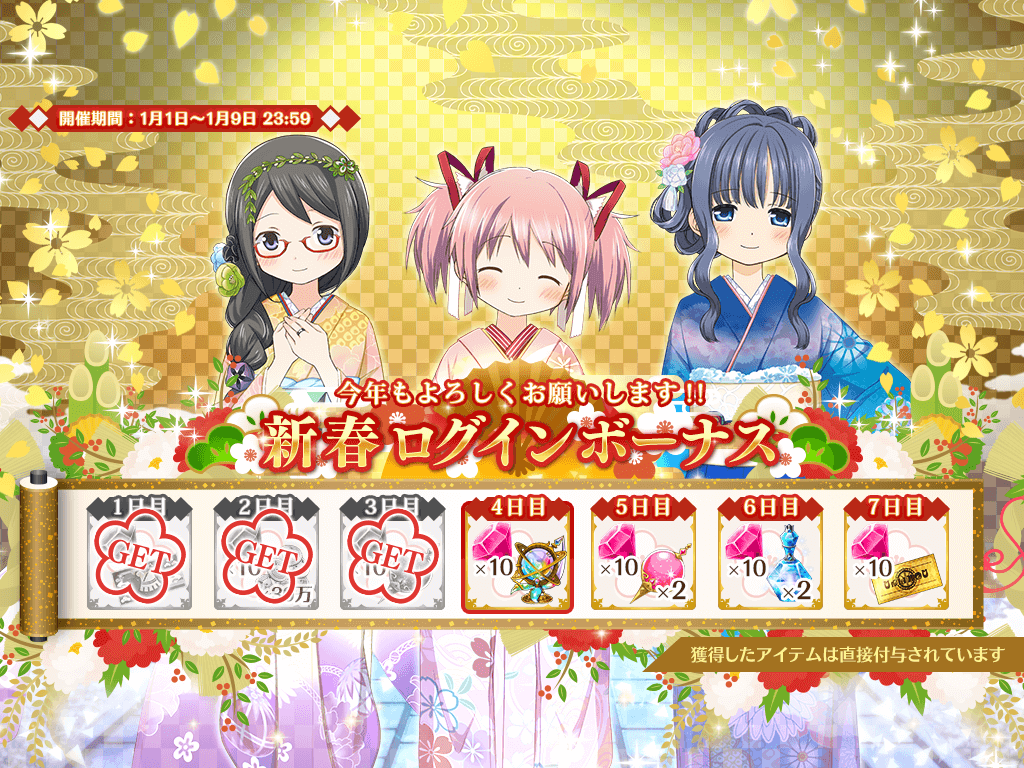 開催期間：1月1日～1月9日 23:59
今年もよろしくお願いします!!
新春ログインボーナス
1日目
2日目
3日目
4日目
5日目
6日目
7日目
GET
GET
万
GET
×10
×10
×2
×10
×2
×10
獲得したアイテムは直接付与されています